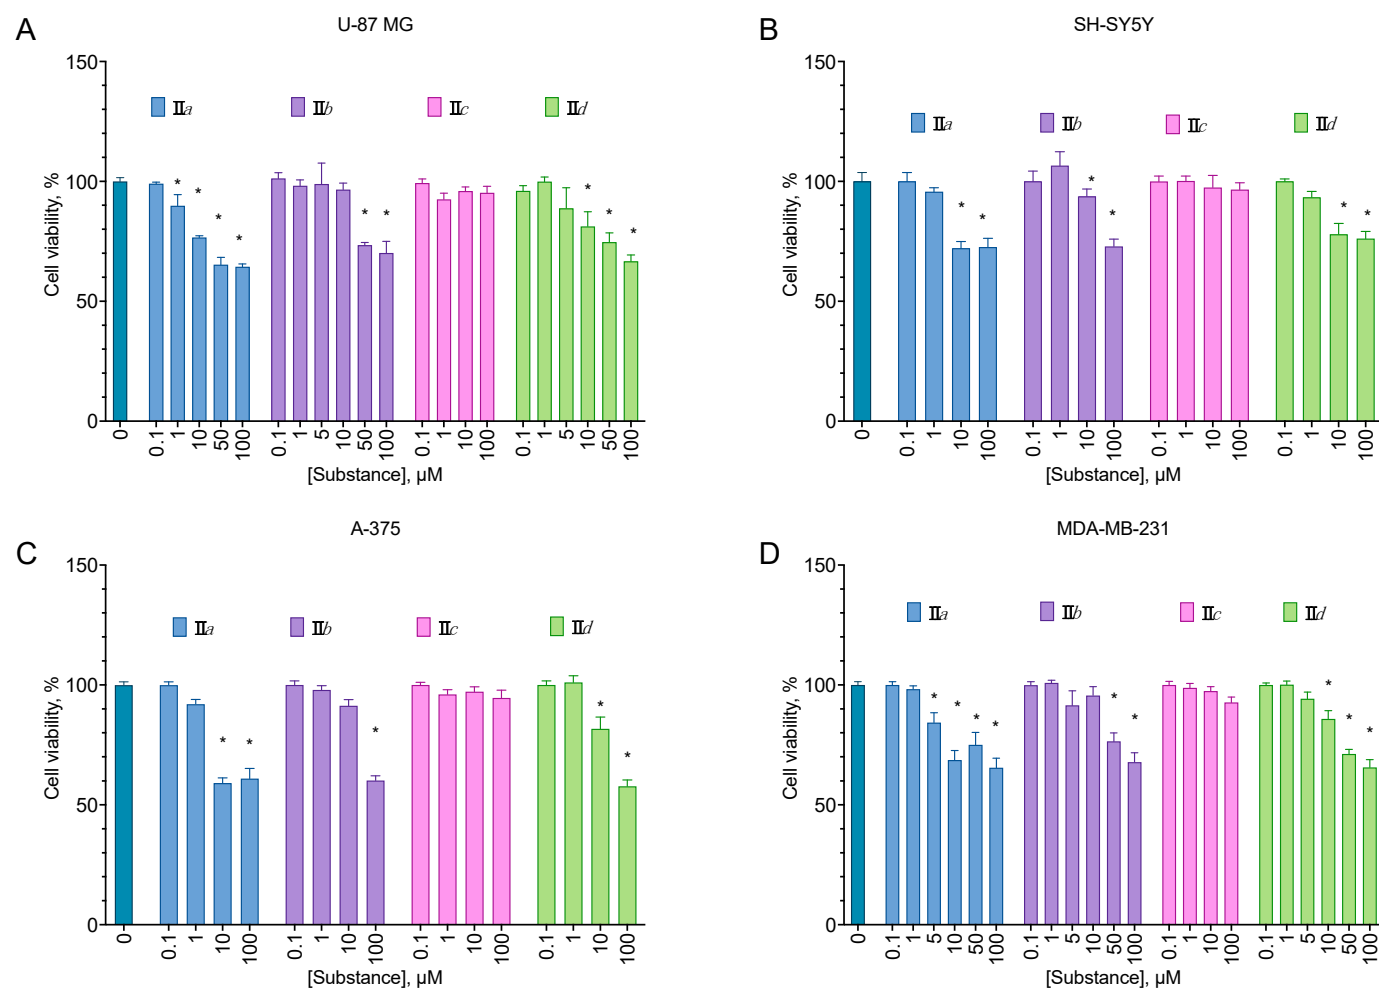 A
U-87 MG
Cell viability, %
150
100
50
0
IIa
IIb
IIc
IId
* * * * *
* *
* * *
0 0.1 1 10 50 100 0.1 1 5 10 50 100 0.1 1 10 100 0.1 1 5 10 50 100
[Substance], μM
B
SH-SY5Y
Cell viability, %
150
100
50
0
IIa
IIb
IIc
IId
* *
* *
* *
0 0.1 1 10 100 0.1 1 10 100 0.1 1 10 100 0.1 1 10 100
[Substance], μM
C
A-375
Cell viability, %
150
100
50
0
IIa
IIb
IIc
IId
* *
*
* *
0 0.1 1 10 100 0.1 1 10 100 0.1 1 10 100 0.1 1 10 100
[Substance], μM
D
MDA-MB-231
Cell viability, %
150
100
50
0
IIa
IIb
IIc
IId
* * * *
* *
* * *
0 0.1 1 5 10 50 100 0.1 1 5 10 50 100 0.1 1 10 100 0.1 1 5 10 50 100
[Substance], μM